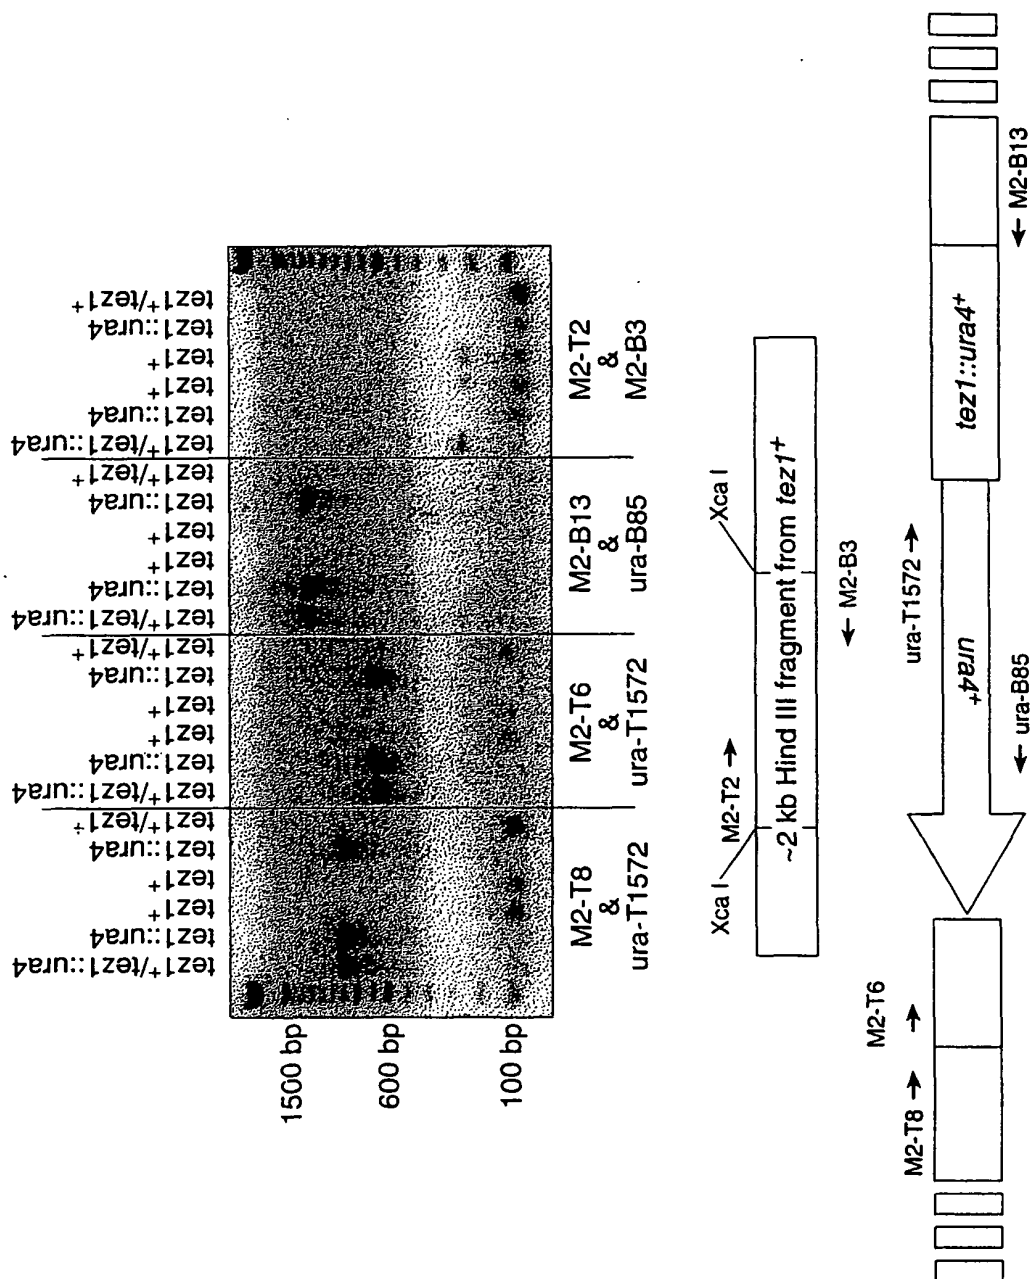 tez1+/tez1::ura4
tez1::ura4
tez1+
tez1+
tez1::ura4
tez1+/tez1+
tez1+/tez1::ura4
tez1::ura4
tez1+
tez1+
tez1::ura4
tez1+/tez1+
tez1+/tez1::ura4
tez1::ura4
tez1+
tez1+
tez1::ura4
tez1+/tez1+
tez1+/tez1::ura4
tez1::ura4
tez1+
tez1+
tez1::ura4
tez1+/tez1+
1500 bp
600 bp
100 bp
M2-T8
&
ura-T1572
M2-T6
&
ura-T1572
M2-B13
&
ura-B85
M2-T2
&
M2-B3
Xca I
M2-T2
Xca I
~2 kb Hind III fragment from tez1+
M2-B3
M2-T8
M2-T6
ura-T1572
ura4+
tez1::ura4+
ura-B85
M2-B13